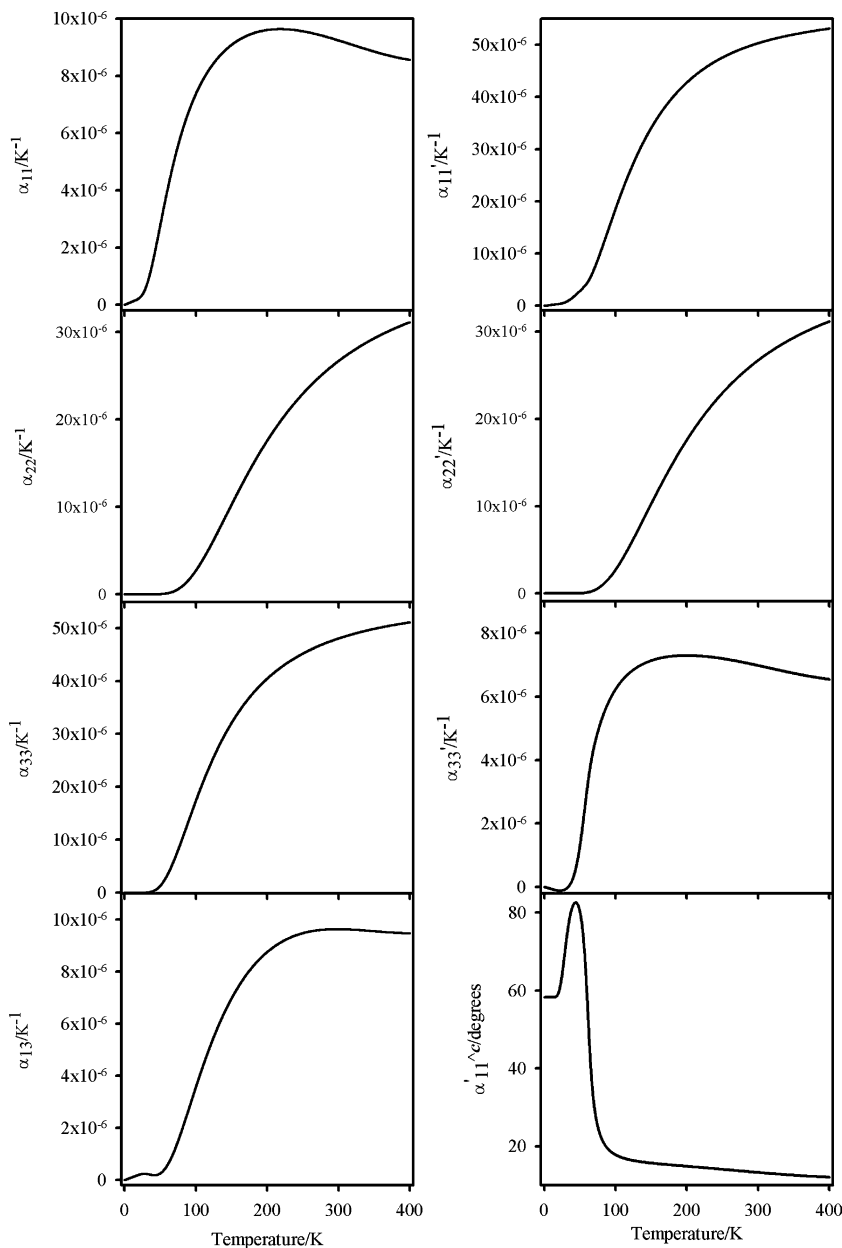 10x10⁻⁶
8x10⁻⁶
6x10⁻⁶
4x10⁻⁶
2x10⁻⁶
0
α₁₁/K⁻¹
50x10⁻⁶
40x10⁻⁶
30x10⁻⁶
20x10⁻⁶
10x10⁻⁶
0
α₁₁'/K⁻¹
30x10⁻⁶
20x10⁻⁶
10x10⁻⁶
0
α₂₂/K⁻¹
30x10⁻⁶
20x10⁻⁶
10x10⁻⁶
0
α₂₂'/K⁻¹
50x10⁻⁶
40x10⁻⁶
30x10⁻⁶
20x10⁻⁶
10x10⁻⁶
0
α₃₃/K⁻¹
8x10⁻⁶
6x10⁻⁶
4x10⁻⁶
2x10⁻⁶
0
α₃₃'/K⁻¹
10x10⁻⁶
8x10⁻⁶
6x10⁻⁶
4x10⁻⁶
2x10⁻⁶
0
α₁₃/K⁻¹
0 100 200 300 400
Temperature/K
80
60
40
20
α'₁₁^c/degrees
0 100 200 300 400
Temperature/K